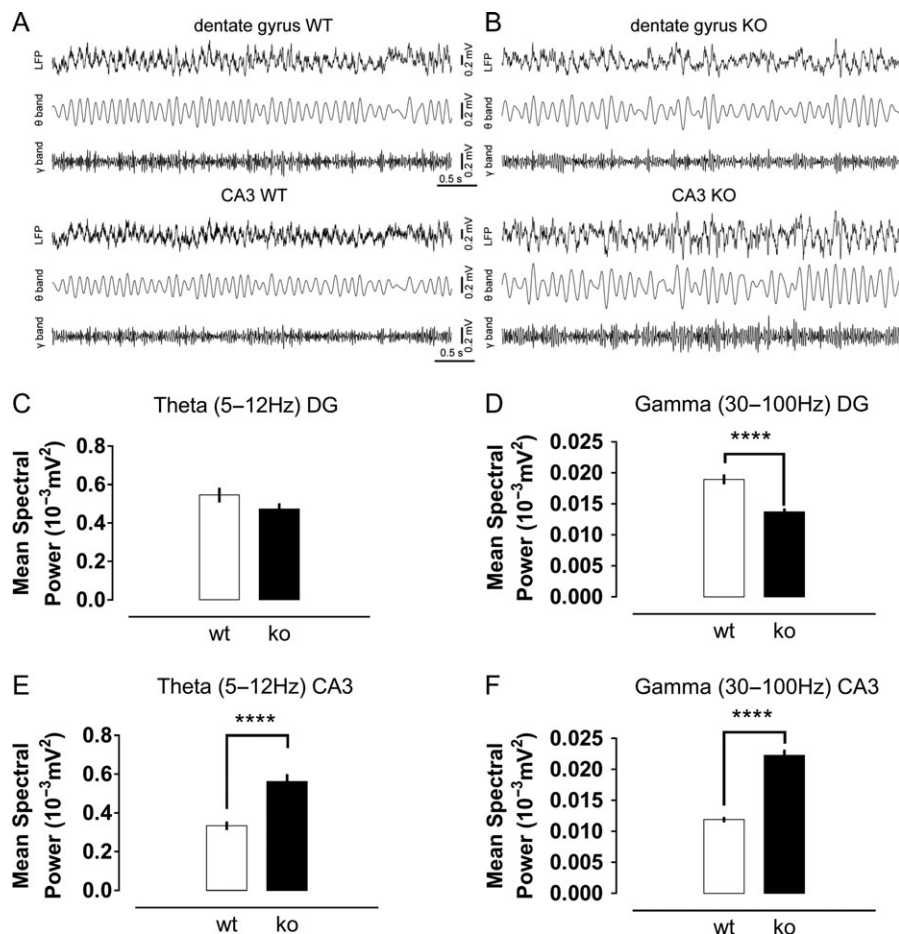 A
dentate gyrus WT
LFP
0.2 mV
θ band
0.2 mV
γ band
0.2 mV
0.5 s
CA3 WT
LFP
0.2 mV
θ band
0.2 mV
γ band
0.2 mV
0.5 s
B
dentate gyrus KO
LFP
θ band
γ band
CA3 KO
LFP
θ band
γ band
C
Theta (5–12Hz) DG
Mean Spectral
Power (10⁻³mV²)
0.8
0.6
0.4
0.2
0.0
wt ko
D
Gamma (30–100Hz) DG
Mean Spectral
Power (10⁻³mV²)
0.025
0.020
0.015
0.010
0.005
0.000
****
wt ko
E
Theta (5–12Hz) CA3
Mean Spectral
Power (10⁻³mV²)
0.8
0.6
0.4
0.2
0.0
****
wt ko
F
Gamma (30–100Hz) CA3
Mean Spectral
Power (10⁻³mV²)
0.025
0.020
0.015
0.010
0.005
0.000
****
wt ko